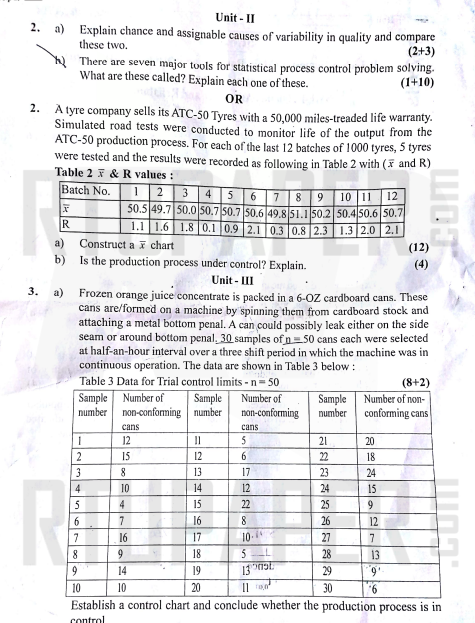 Unit - II
2. a) Explain chance and assignable causes of variability in quality and compare
these two. (2+3)
b) There are seven major tools for statistical process control problem solving.
What are these called? Explain each one of these. (1+10)
OR
2. A tyre company sells its ATC-50 Tyres with a 50,000 miles-treaded life warranty.
Simulated road tests were conducted to monitor life of the output from the
ATC-50 production process. For each of the last 12 batches of 1000 tyres, 5 tyres
were tested and the results were recorded as following in Table 2 with (x̅ and R)
Table 2 x̅ & R values :
Batch No. 1 2 3 4 5 6 7 8 9 10 11 12
x̅ 50.5 49.7 50.0 50.7 50.7 50.6 49.8 51.1 50.2 50.4 50.6 50.7
R 1.1 1.6 1.8 0.1 0.9 2.1 0.3 0.8 2.3 1.3 2.0 2.1
a) Construct a x̅ chart (12)
b) Is the production process under control? Explain. (4)
Unit - III
3. a) Frozen orange juice concentrate is packed in a 6-OZ cardboard cans. These
cans are/formed on a machine by spinning them from cardboard stock and
attaching a metal bottom penal. A can could possibly leak either on the side
seam or around bottom penal. 30 samples of n = 50 cans each were selected
at half-an-hour interval over a three shift period in which the machine was in
continuous operation. The data are shown in Table 3 below :
Table 3 Data for Trial control limits - n = 50 (8+2)
Sample Number of Sample Number of Sample Number of non-
number non-conforming number non-conforming number conforming cans
cans cans
1 12 11 5 21 20
2 15 12 6 22 18
3 8 13 17 23 24
4 10 14 12 24 15
5 4 15 22 25 9
6 7 16 8 26 12
7 16 17 10 27 7
8 9 18 5 28 13
9 14 19 13 29 9
10 10 20 11 30 6
Establish a control chart and conclude whether the production process is in
control
RTUPAPER.COM
RTUPAPER.COM